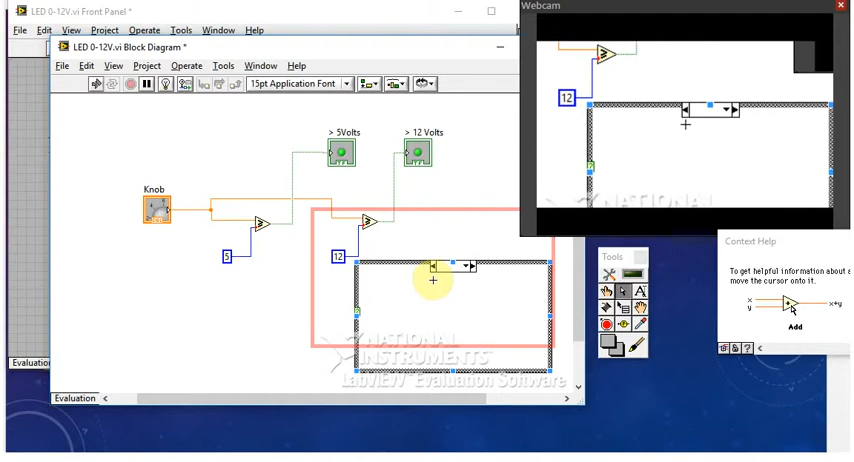 LED 0-12V.vi Front Panel *
File Edit View Project Operate Tools Window Help
LED 0-12V.vi Block Diagram *
File Edit View Project Operate Tools Window Help
15pt Application Font
> 5Volts
> 12 Volts
Knob
5
12
NATIONAL
INSTRUMENTS
LabVIEW Evaluation Software
Evaluation
Evaluation
Webcam
12
NATIONAL
Tools
Context Help
To get helpful information about a
move the cursor onto it.
x
y
x+y
Add